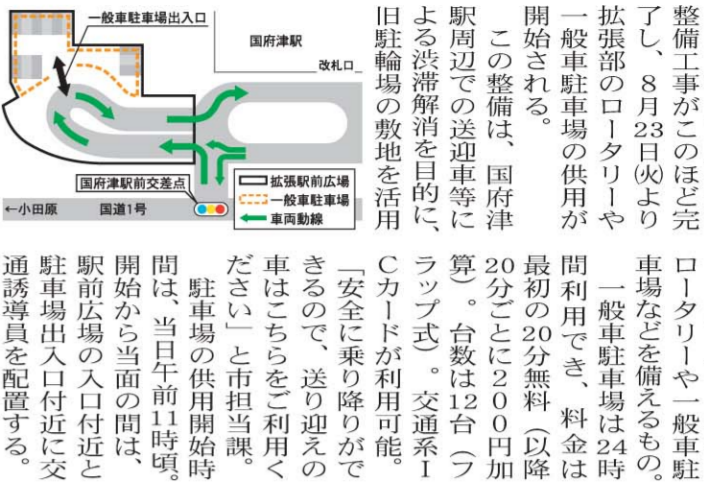 整備工事がこのほど完
了し、8月23日㈫より
拡張部のロータリーや
一般車駐車場の供用が
開始される。
この整備は、国府津
駅周辺での送迎車等に
よる渋滞解消を目的に、
旧駐輪場の敷地を活用
一般車駐車場出入口
国府津駅
改札口
国府津駅前交差点
拡張駅前広場
一般車駐車場
車両動線
←小田原
国道1号
ロータリーや一般車駐
車場などを備えるもの。
一般車駐車場は24時
間利用でき、料金は
最初の20分無料（以降
20分ごとに200円加
算）。台数は12台（フ
ラップ式）。交通系I
Cカードが利用可能。
「安全に乗り降りがで
きるので、送り迎えの
車はこちらをご利用く
ださい」と市担当課。
駐車場の供用開始時
間は、当日午前11時頃。
開始から当面の間は、
駅前広場の入口付近と
駐車場出入口付近に交
通誘導員を配置する。